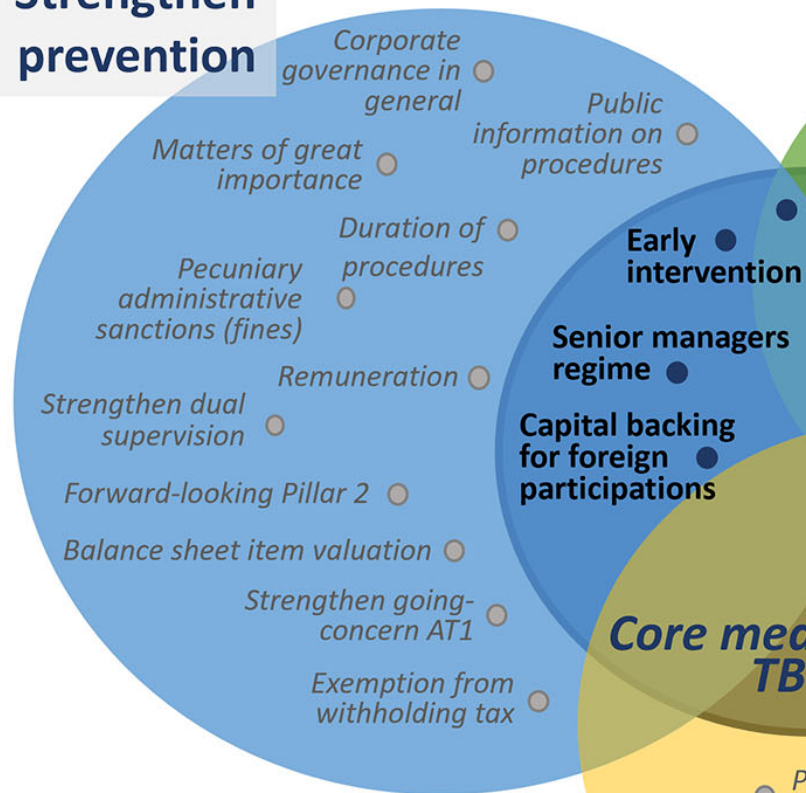 Strengthen
prevention
Corporate
governance in
general
Public
information on
procedures
Matters of great
importance
Duration of
procedures
Early
intervention
Pecuniary
administrative
sanctions (fines)
Senior managers
regime
Remuneration
Strengthen dual
supervision
Capital backing
for foreign
participations
Forward-looking Pillar 2
Balance sheet item valuation
Strengthen going-
concern AT1
Core mea
TB
Exemption from
withholding tax
P